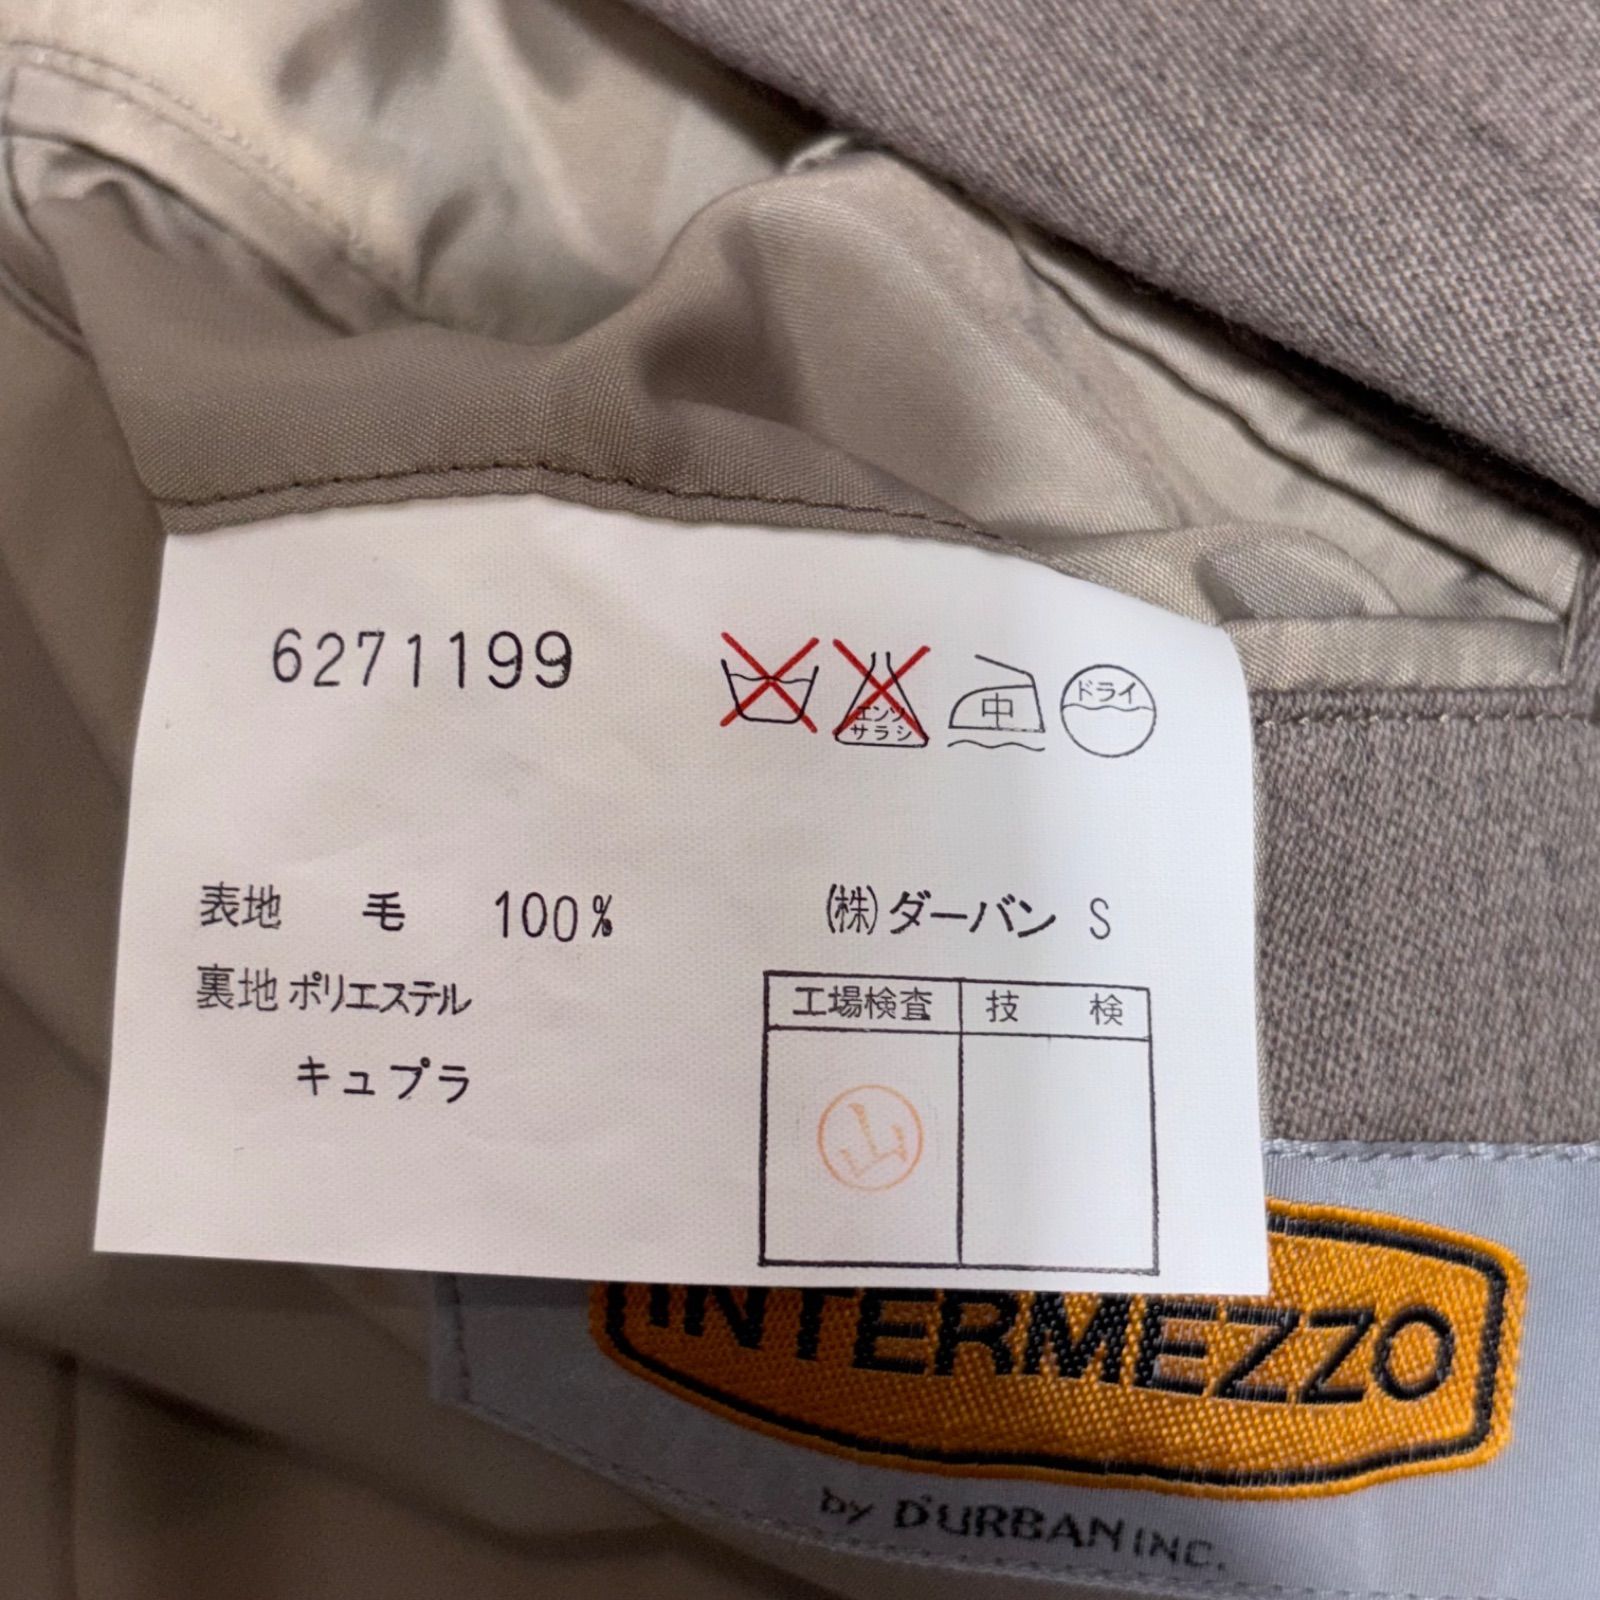 6271199
エンソ
サラシ
中
ドライ
表地 毛 100%
裏地 ポリエステル
キュプラ
(株)ダーバン S
工場検査 技 検
山
INTERMEZZO
by D'URBAN INC.